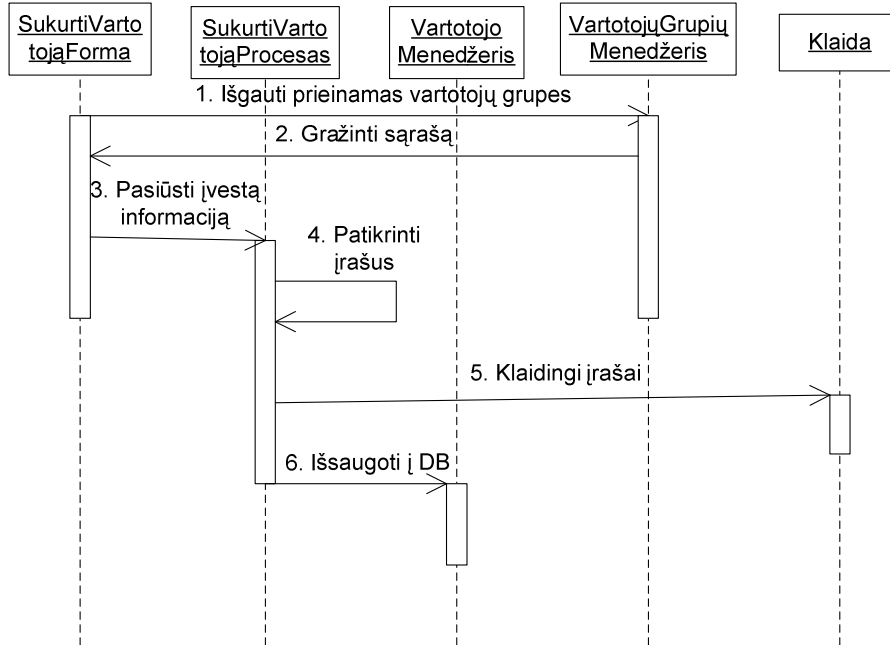 SukurtiVarto
tojąForma
SukurtiVarto
tojąProcesas
Vartotojo
Menedžeris
VartotojųGrupių
Menedžeris
Klaida
1. Išgauti prieinamas vartotojų grupes
2. Gražinti sąrašą
3. Pasiūsti įvestą
informaciją
4. Patikrinti
įrašus
5. Klaidingi įrašai
6. Išsaugoti į DB